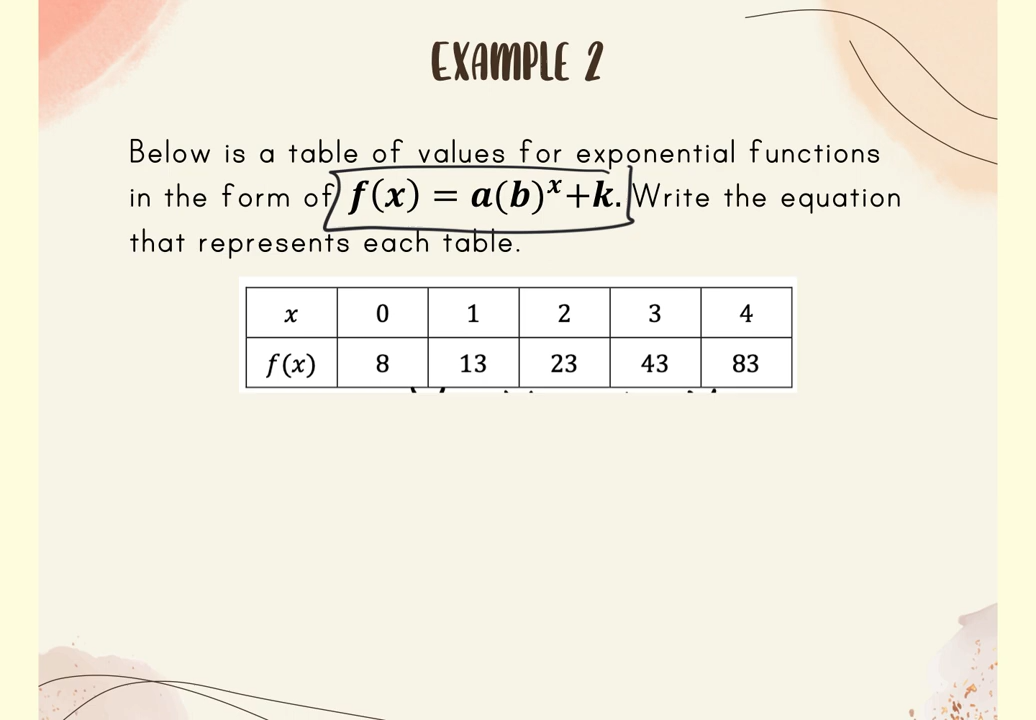 EXAMPLE 2
Below is a table of values for exponential functions
in the form of f(x) = a(b)^x+k. Write the equation
that represents each table.
x 0 1 2 3 4
f(x) 8 13 23 43 83